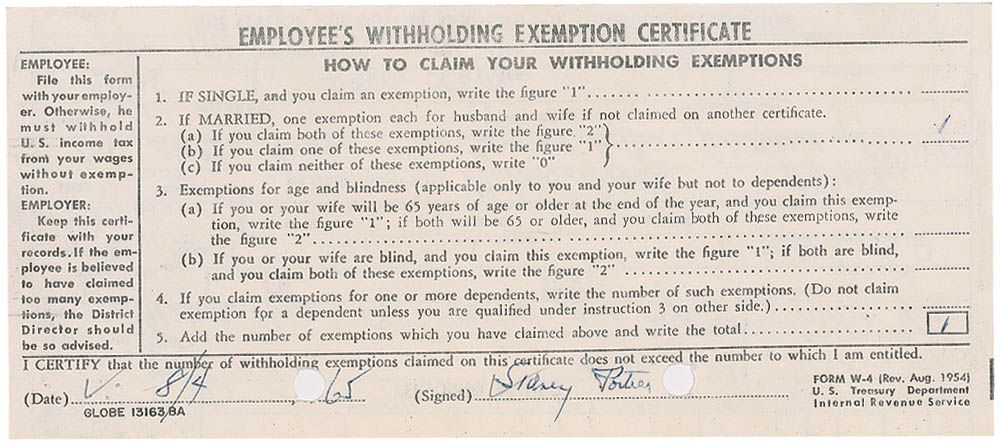 EMPLOYEE'S WITHHOLDING EXEMPTION CERTIFICATE
EMPLOYEE:
File this form
with your employ-
er. Otherwise, he
must withhold
U. S. income tax
from your wages
without exemp-
tion.
EMPLOYER:
Keep this certi-
ficate with your
records. If the em-
ployee is believed
to have claimed
too many exemp-
tions, the District
Director should
be so advised.
HOW TO CLAIM YOUR WITHHOLDING EXEMPTIONS
1. IF SINGLE, and you claim an exemption, write the figure "1"
2. If MARRIED, one exemption each for husband and wife if not claimed on another certificate.
(a) If you claim both of these exemptions, write the figure "2"
(b) If you claim one of these exemptions, write the figure "1"
(c) If you claim neither of these exemptions, write "0"
1
3. Exemptions for age and blindness (applicable only to you and your wife but not to dependents):
(a) If you or your wife will be 65 years of age or older at the end of the year, and you claim this exemp-
tion, write the figure "1"; if both will be 65 or older, and you claim both of these exemptions, write
the figure "2"
(b) If you or your wife are blind, and you claim this exemption, write the figure "1"; if both are blind,
and you claim both of these exemptions, write the figure "2"
4. If you claim exemptions for one or more dependents, write the number of such exemptions. (Do not claim
exemption for a dependent unless you are qualified under instruction 3 on other side.)
5. Add the number of exemptions which you have claimed above and write the total 1
I CERTIFY that the number of withholding exemptions claimed on this certificate does not exceed the number to which I am entitled.
(Date) 8/4 65 (Signed) Sidney Poitier
GLOBE 13163 BA
FORM W-4 (Rev. Aug. 1954)
U. S. Treasury Department
Internal Revenue Service